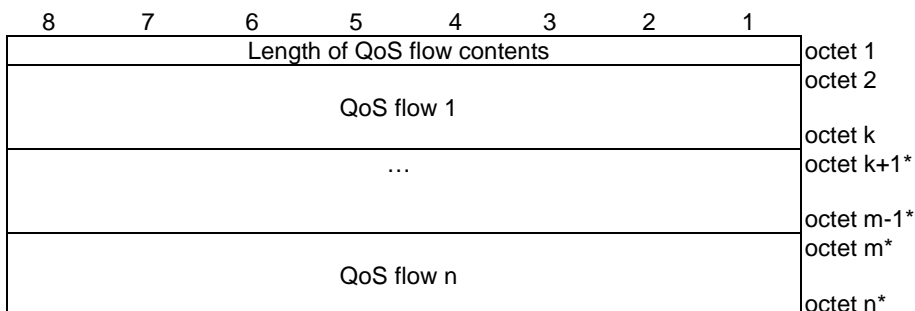 8 7 6 5 4 3 2 1
Length of QoS flow contents octet 1
octet 2
QoS flow 1
octet k
… octet k+1*
octet m-1*
octet m*
QoS flow n
octet n*